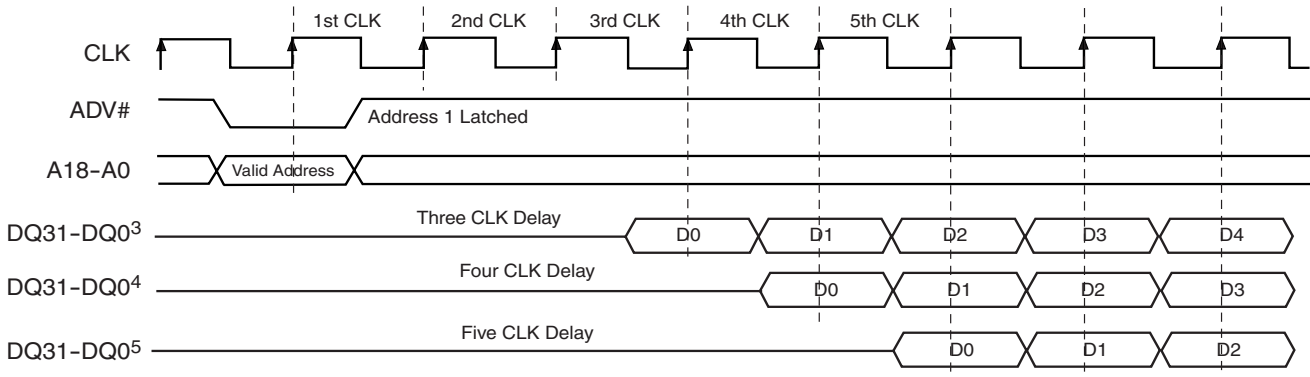 1st CLK 2nd CLK 3rd CLK 4th CLK 5th CLK
CLK
ADV# Address 1 Latched
A18-A0 Valid Address
DQ31-DQ0³ Three CLK Delay D0 D1 D2 D3 D4
DQ31-DQ0⁴ Four CLK Delay D0 D1 D2 D3
DQ31-DQ0⁵ Five CLK Delay D0 D1 D2